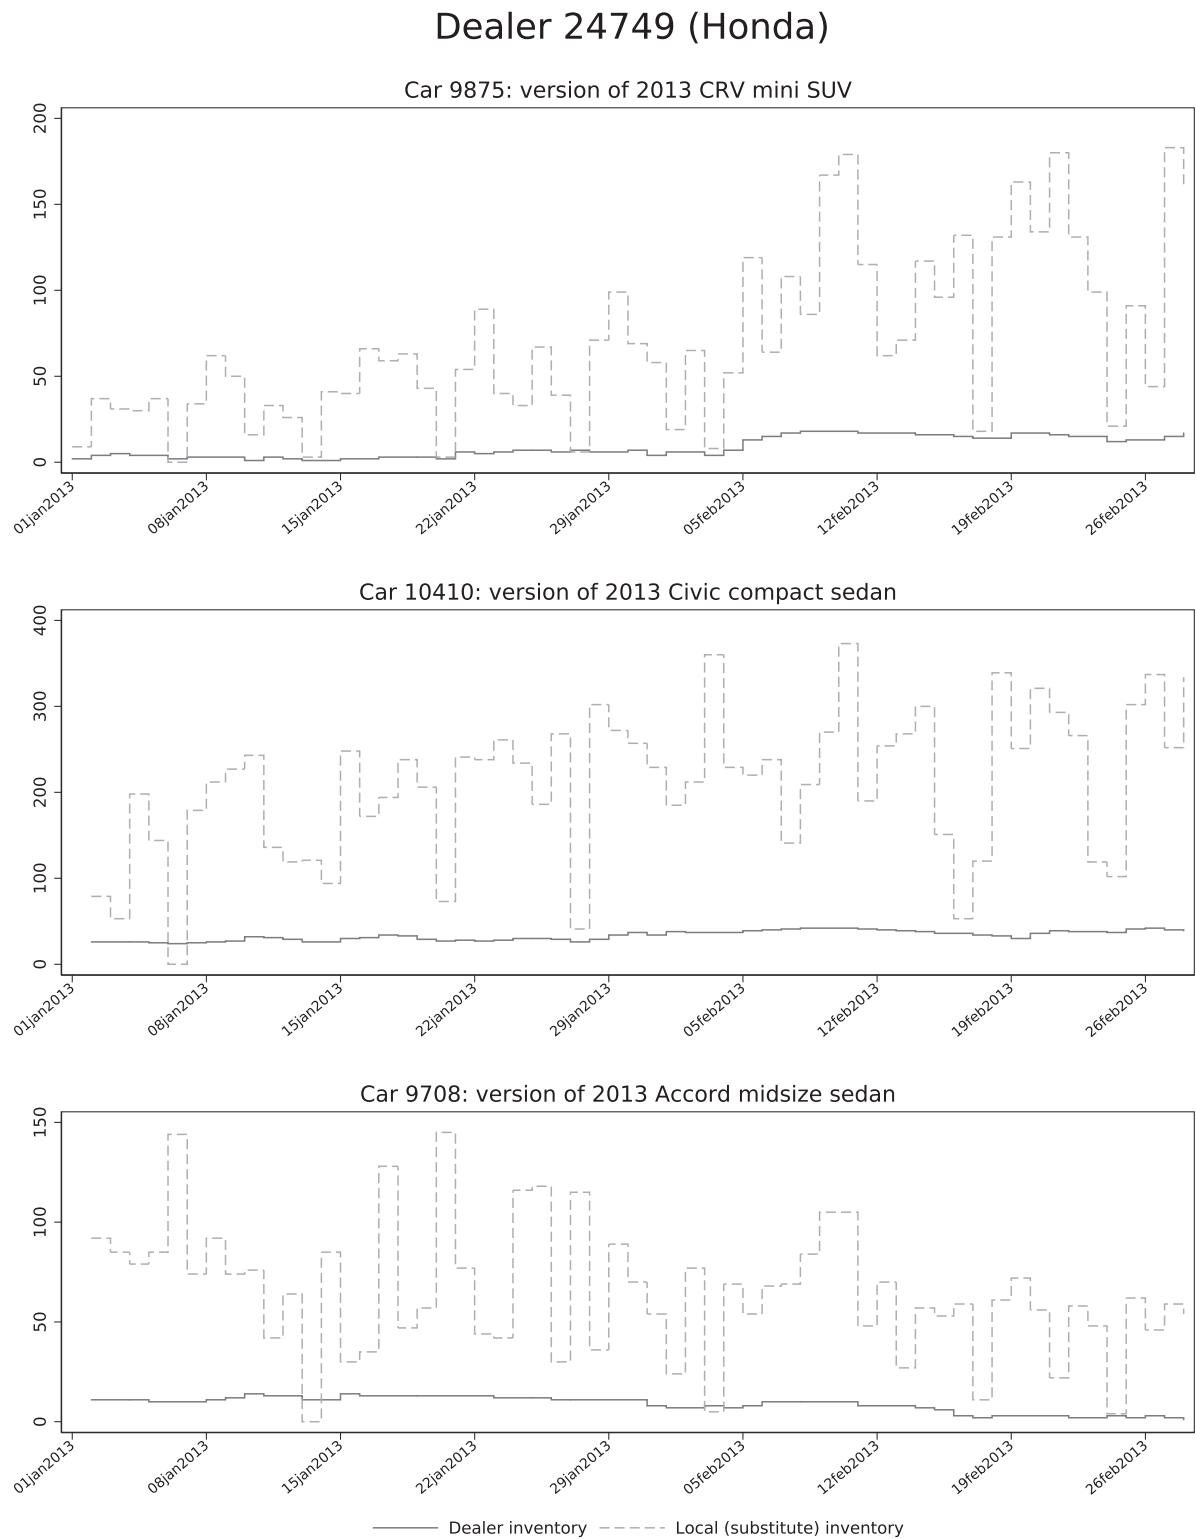 Dealer 24749 (Honda)
Car 9875: version of 2013 CRV mini SUV
200
150
100
50
0
01jan2013 08jan2013 15jan2013 22jan2013 29jan2013 05feb2013 12feb2013 19feb2013 26feb2013
Car 10410: version of 2013 Civic compact sedan
400
300
200
100
0
01jan2013 08jan2013 15jan2013 22jan2013 29jan2013 05feb2013 12feb2013 19feb2013 26feb2013
Car 9708: version of 2013 Accord midsize sedan
150
100
50
0
01jan2013 08jan2013 15jan2013 22jan2013 29jan2013 05feb2013 12feb2013 19feb2013 26feb2013
Dealer inventory Local (substitute) inventory